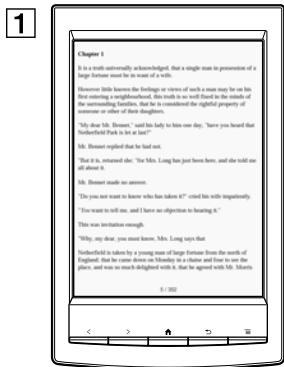 1
Chapter 1
It is a truth universally acknowledged, that a single man in possession of a
large fortune must be in want of a wife.
However little known the feelings or views of such a man may be on his
first entering a neighbourhood, this truth is so well fixed in the minds of
the surrounding families, that he is considered the rightful property of
someone or other of their daughters.
"My dear Mr. Bennet," said his lady to him one day, "have you heard that
Netherfield Park is let at last?"
Mr. Bennet replied that he had not.
"But it is, returned she; "for Mrs. Long has just been here, and she told me
all about it.
Mr. Bennet made no answer.
"Do you not want to know who has taken it?" cried his wife impatiently.
"You want to tell me, and I have no objection to hearing it."
This was invitation enough.
"Why, my dear, you must know, Mrs. Long says that
Netherfield is taken by a young man of large fortune from the north of
England; that he came down on Monday in a chaise and four to see the
place, and was so much delighted with it, that he agreed with Mr. Morris
5 / 352